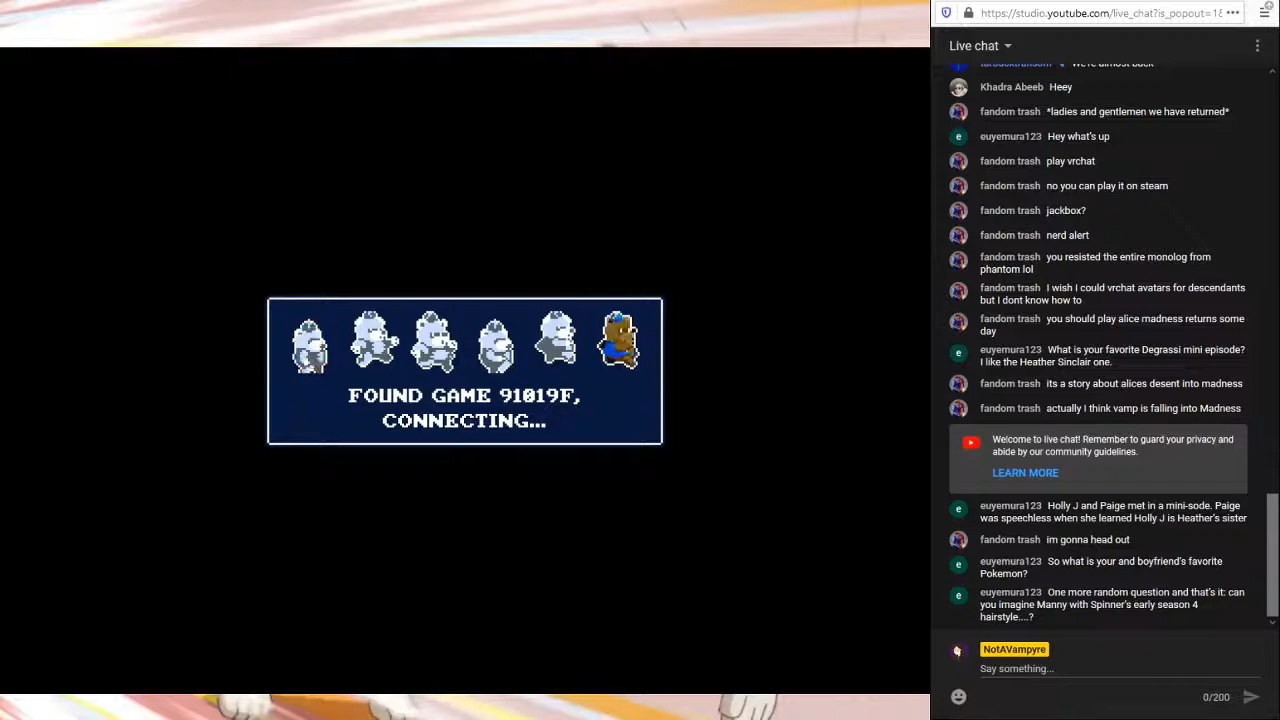 https://studio.youtube.com/live_chat?is_popout=1
Live chat
We're almost back
Khadra Abeeb Heey
fandom trash *ladies and gentlemen we have returned*
e euyemura123 Hey what's up
fandom trash play vrchat
fandom trash no you can play it on steam
fandom trash jackbox?
fandom trash nerd alert
fandom trash you resisted the entire monolog from
phantom lol
fandom trash I wish I could vrchat avatars for descendants
but I dont know how to
fandom trash you should play alice madness returns some
day
e euyemura123 What is your favorite Degrassi mini episode?
I like the Heather Sinclair one.
fandom trash its a story about alices desent into madness
fandom trash actually I think vamp is falling into Madness
Welcome to live chat! Remember to guard your privacy and
abide by our community guidelines.
LEARN MORE
e euyemura123 Holly J and Paige met in a mini-sode. Paige
was speechless when she learned Holly J is Heather's sister
fandom trash im gonna head out
e euyemura123 So what is your and boyfriend's favorite
Pokemon?
e euyemura123 One more random question and that's it: can
you imagine Manny with Spinner's early season 4
hairstyle....?
NotAVampyre
Say something...
0/200
FOUND GAME 91019F,
CONNECTING...